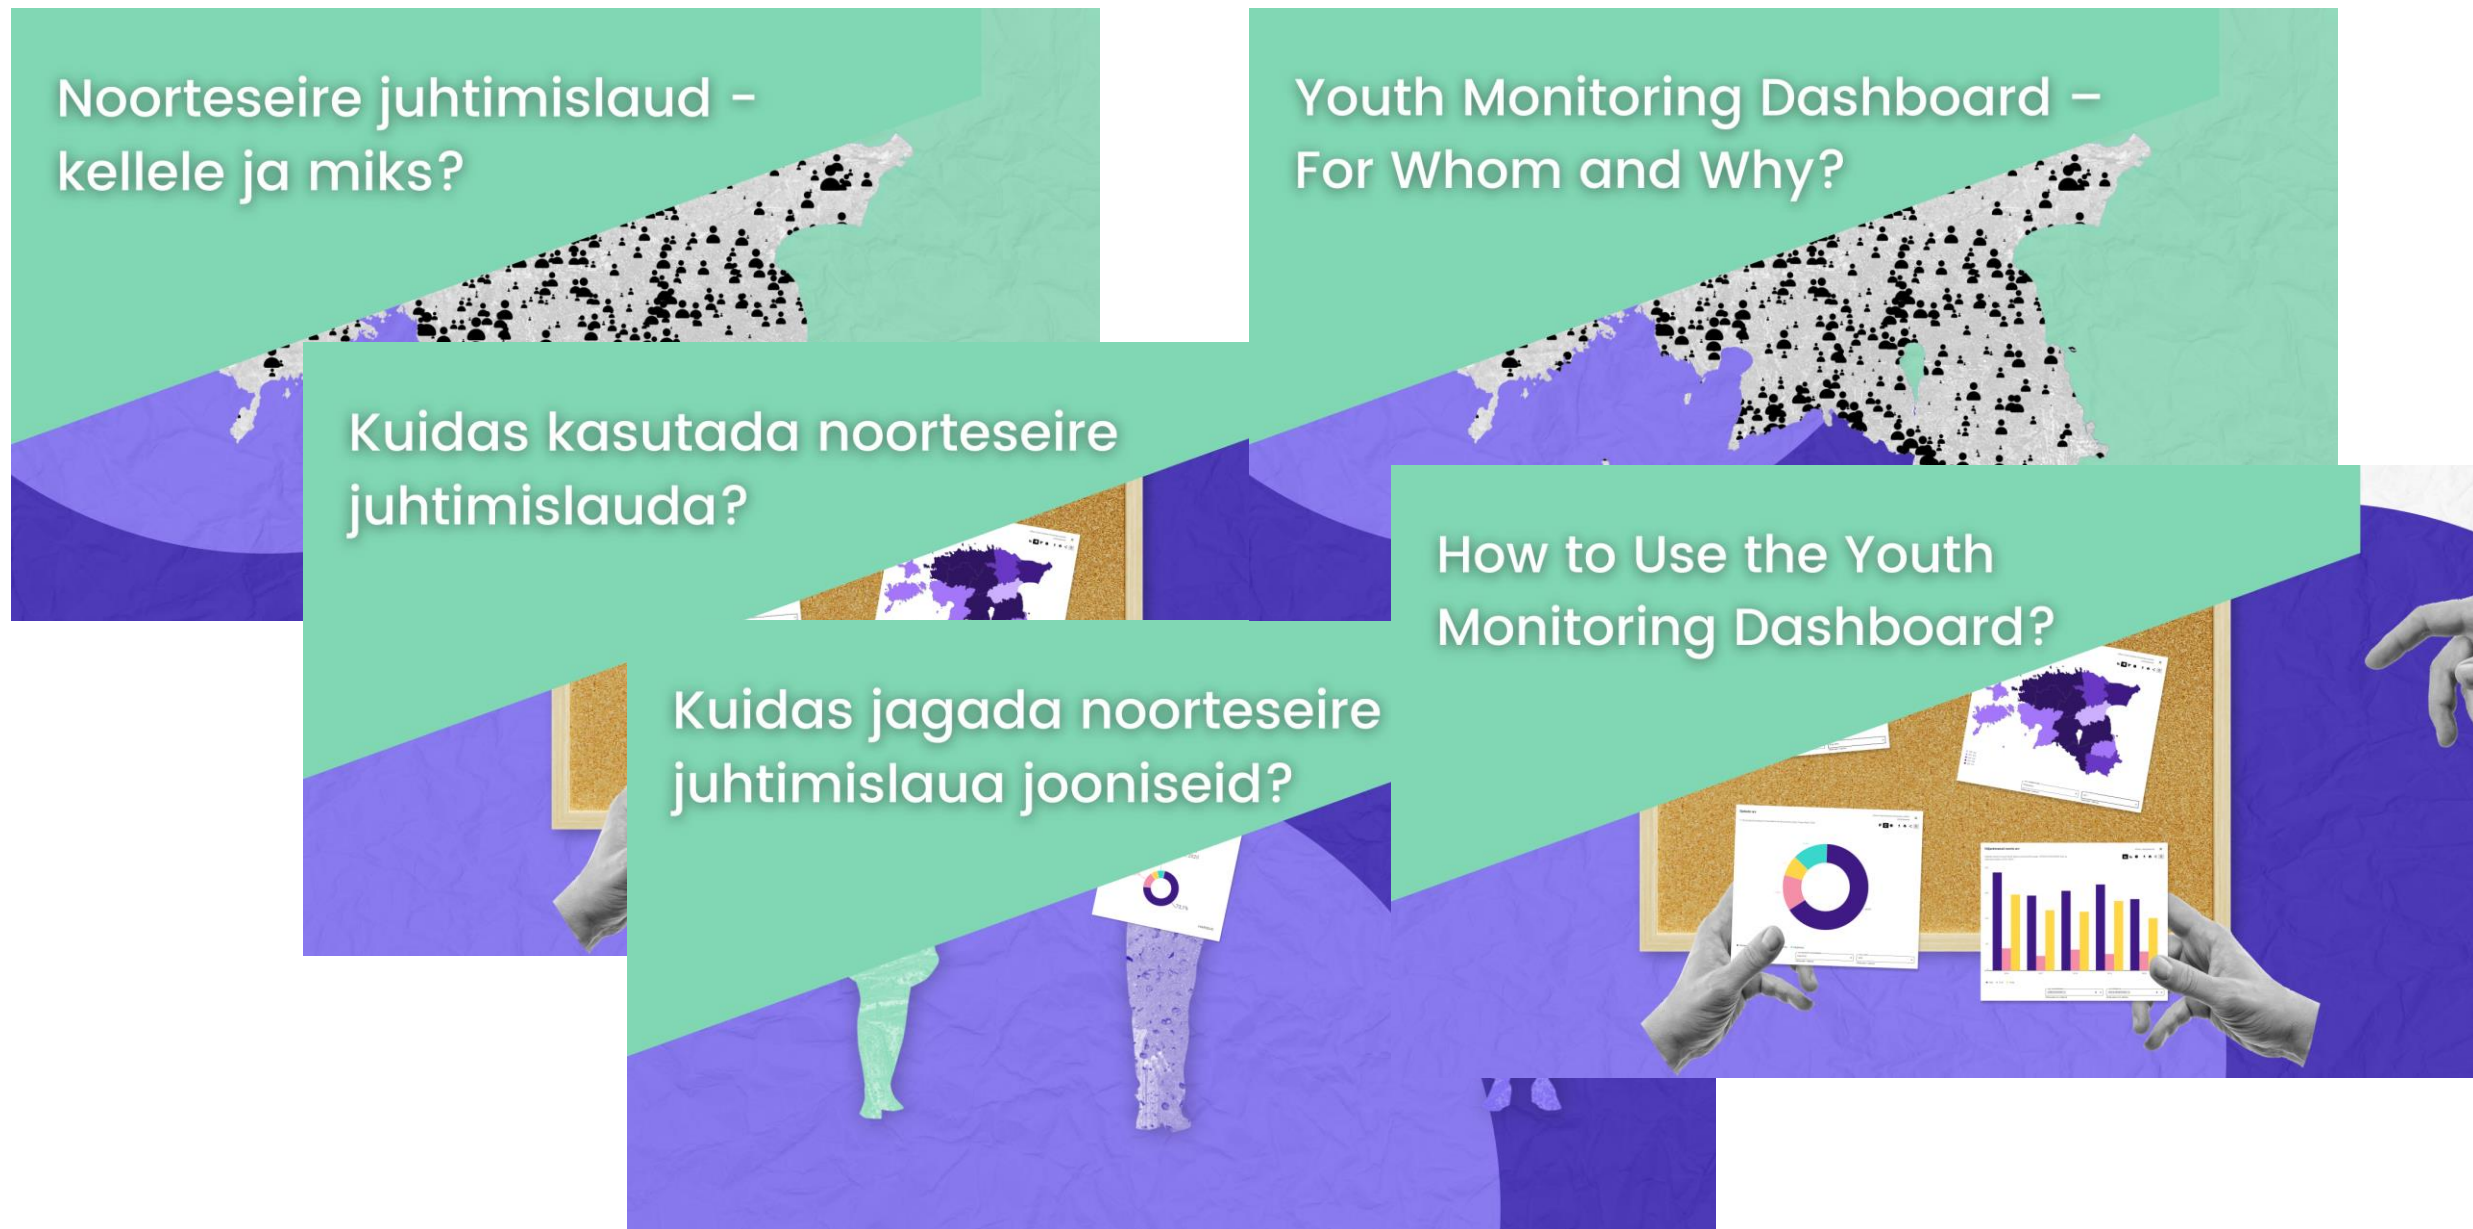 Noorteseire juhtimislaud -
kellele ja miks?
Youth Monitoring Dashboard –
For Whom and Why?
Kuidas kasutada noorteseire
juhtimislauda?
How to Use the Youth
Monitoring Dashboard?
Kuidas jagada noorteseire
juhtimislaua jooniseid?